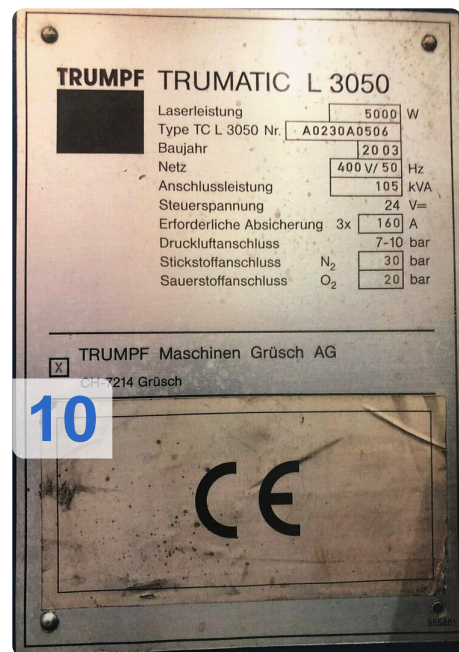 TRUMPF TRUMATIC L 3050
Laserleistung 5000 W
Type TC L 3050 Nr. A0230A0506
Baujahr 2003
Netz 400 V/ 50 Hz
Anschlussleistung 105 kVA
Steuerspannung 24 V=
Erforderliche Absicherung 3x 160 A
Druckluftanschluss 7-10 bar
Stickstoffanschluss N₂ 30 bar
Sauerstoffanschluss O₂ 20 bar
X TRUMPF Maschinen Grüsch AG
CH-7214 Grüsch
10
CE